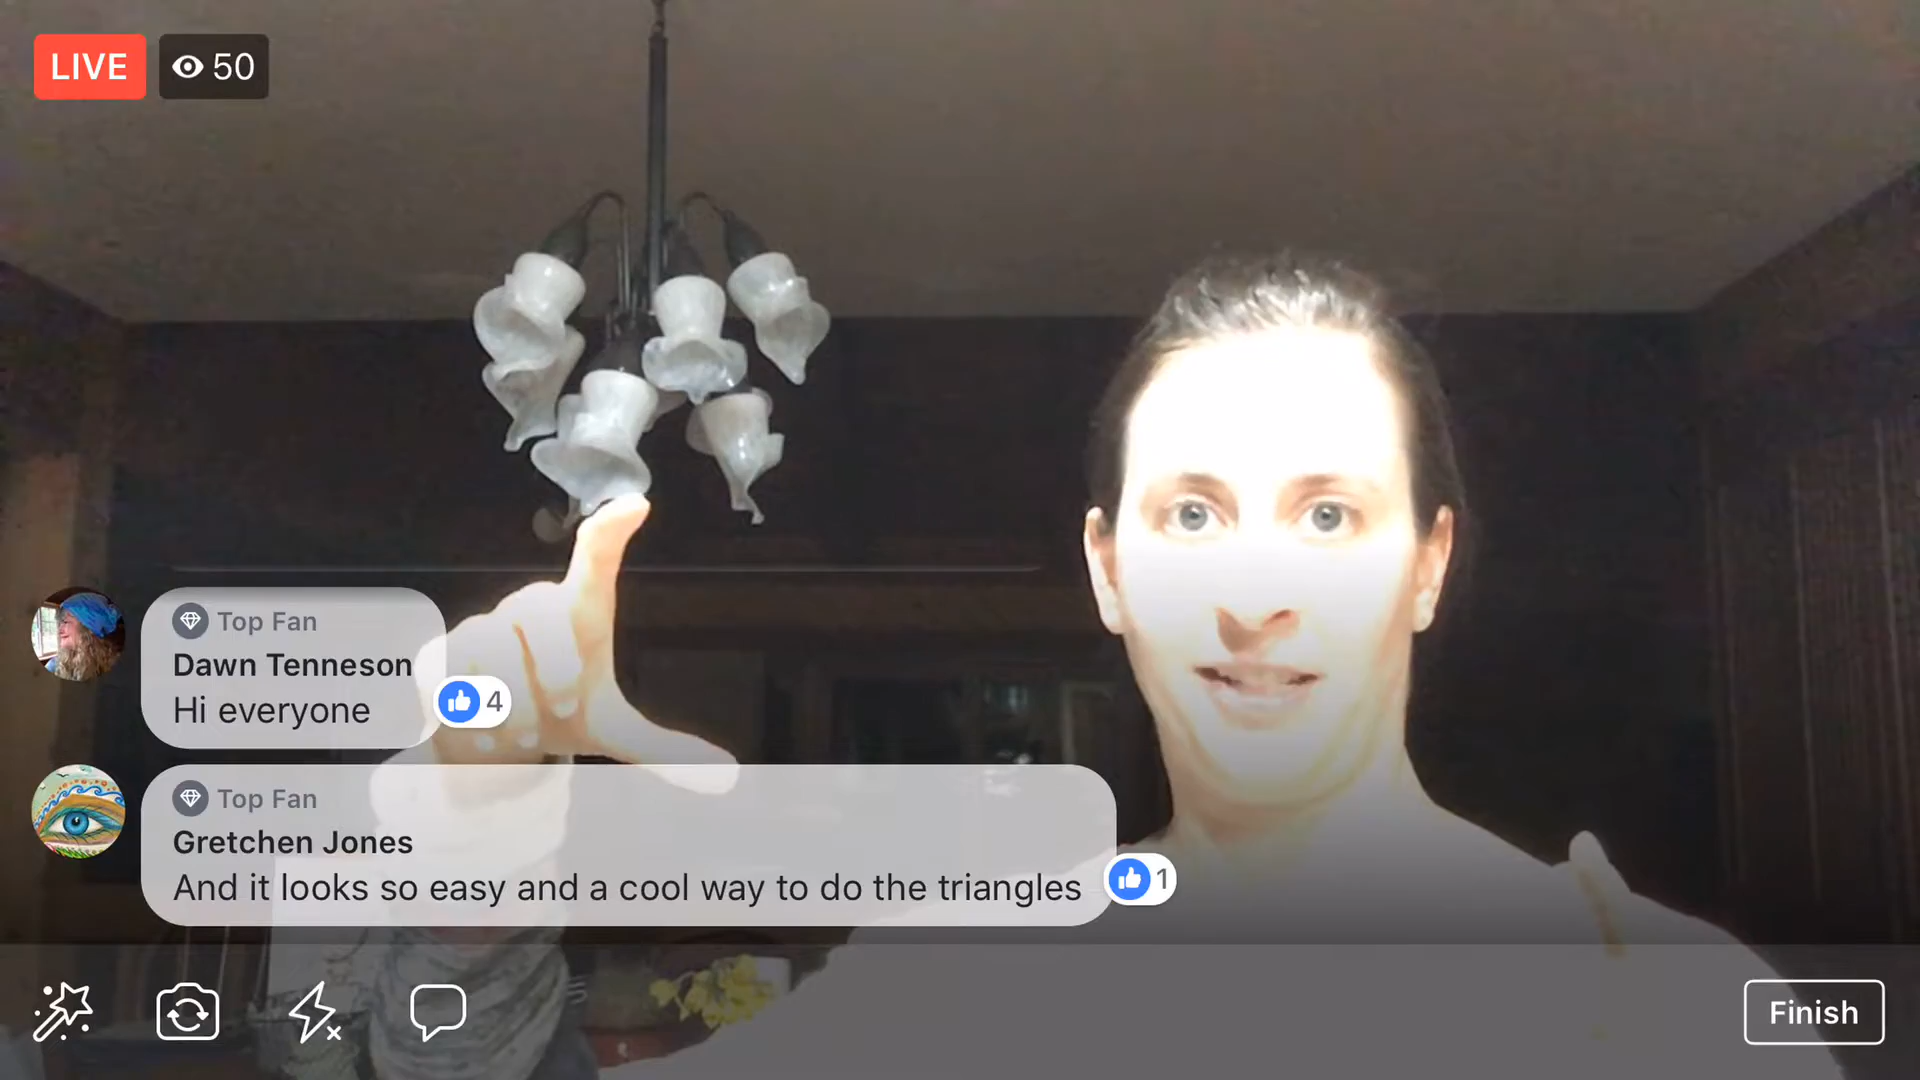 LIVE
50
Top Fan
Dawn Tenneson
Hi everyone
4
Top Fan
Gretchen Jones
And it looks so easy and a cool way to do the triangles
1
Finish